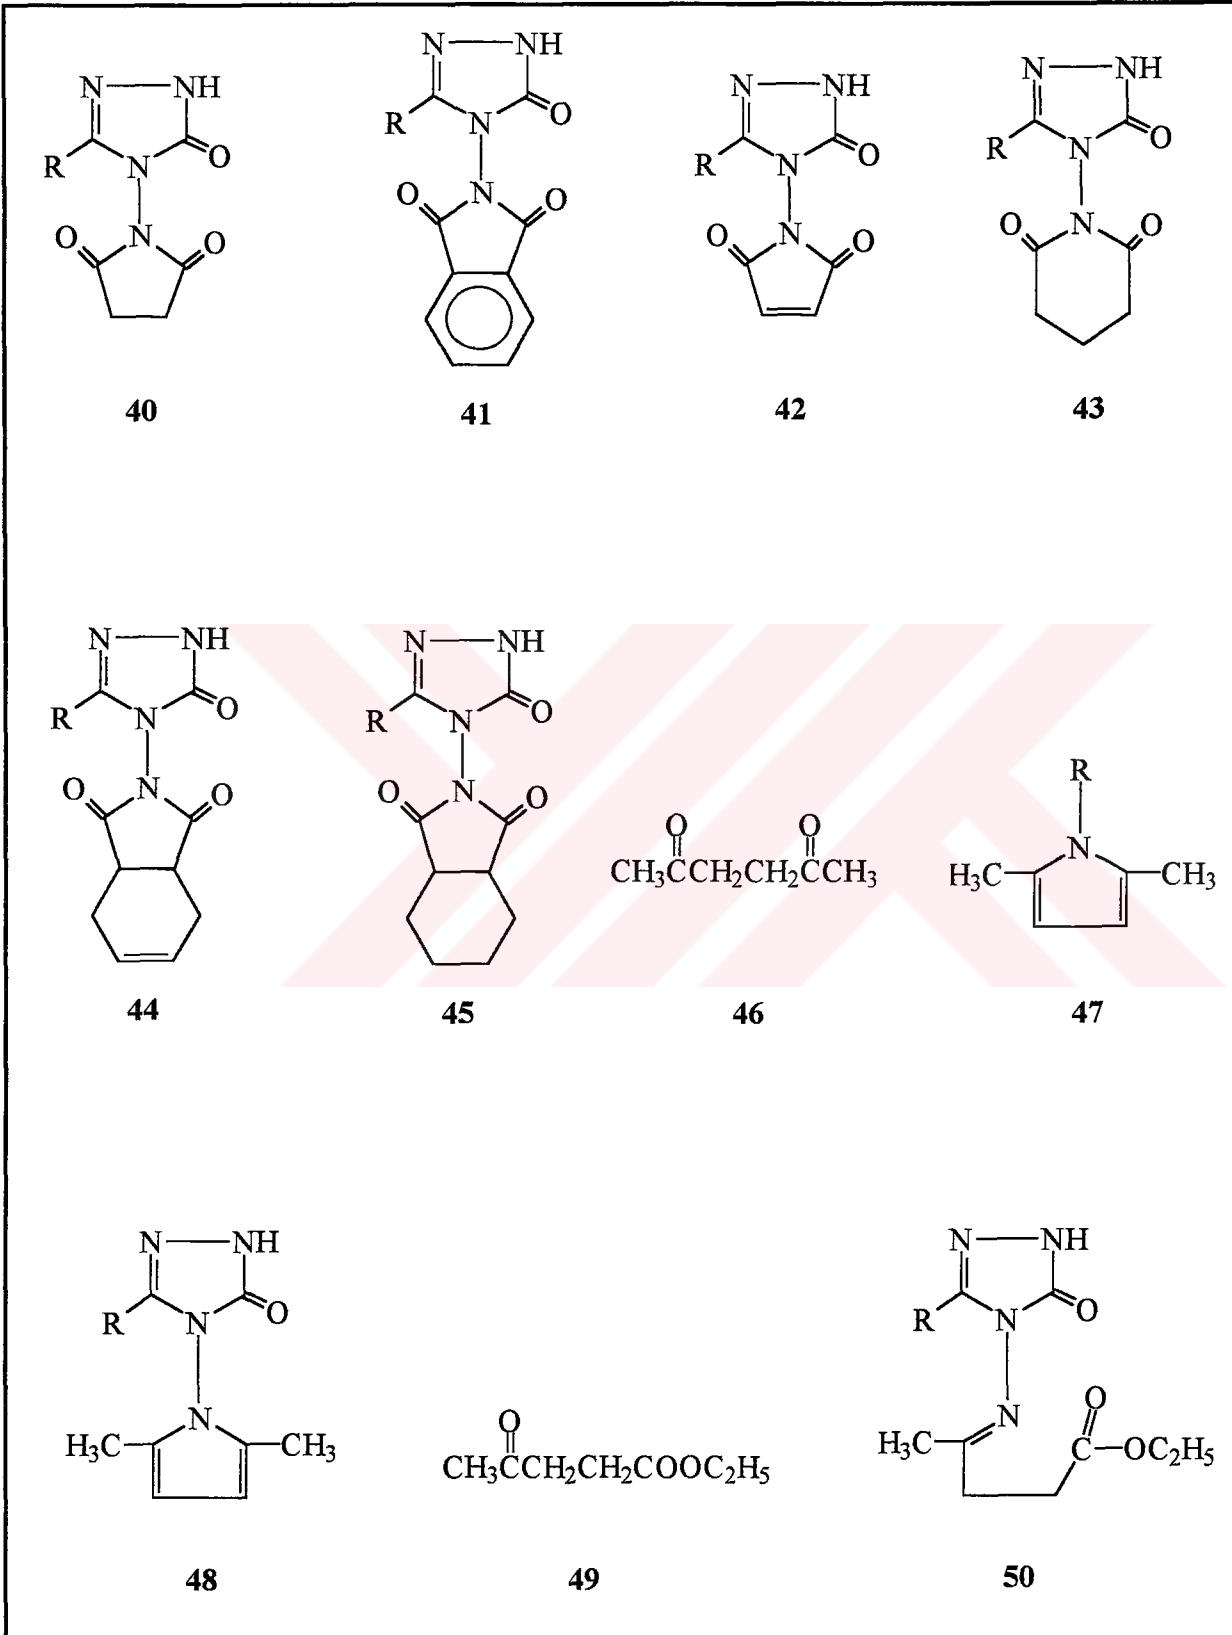 N NH N NH N NH N NH
R N O R N O R N O R N O
O N O O N O O N O O N O
40 41 42 43
N NH N NH
R N O R N O
R
O N O O N O O O N
CH3CCH2CH2CCH3 H3C CH3
44 45 46 47
N NH N NH
R N O R N O
N O N O
H3C CH3 CH3CCH2CH2COOC2H5 H3C C OC2H5
48 49 50